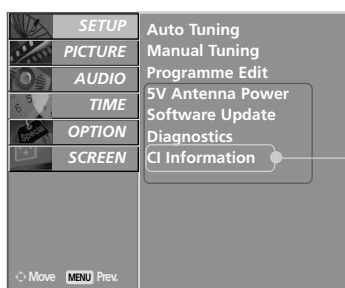 SETUP
PICTURE
AUDIO
TIME
OPTION
SCREEN
Auto Tuning
Manual Tuning
Programme Edit
5V Antenna Power
Software Update
Diagnostics
CI Information
Move MENU Prev.